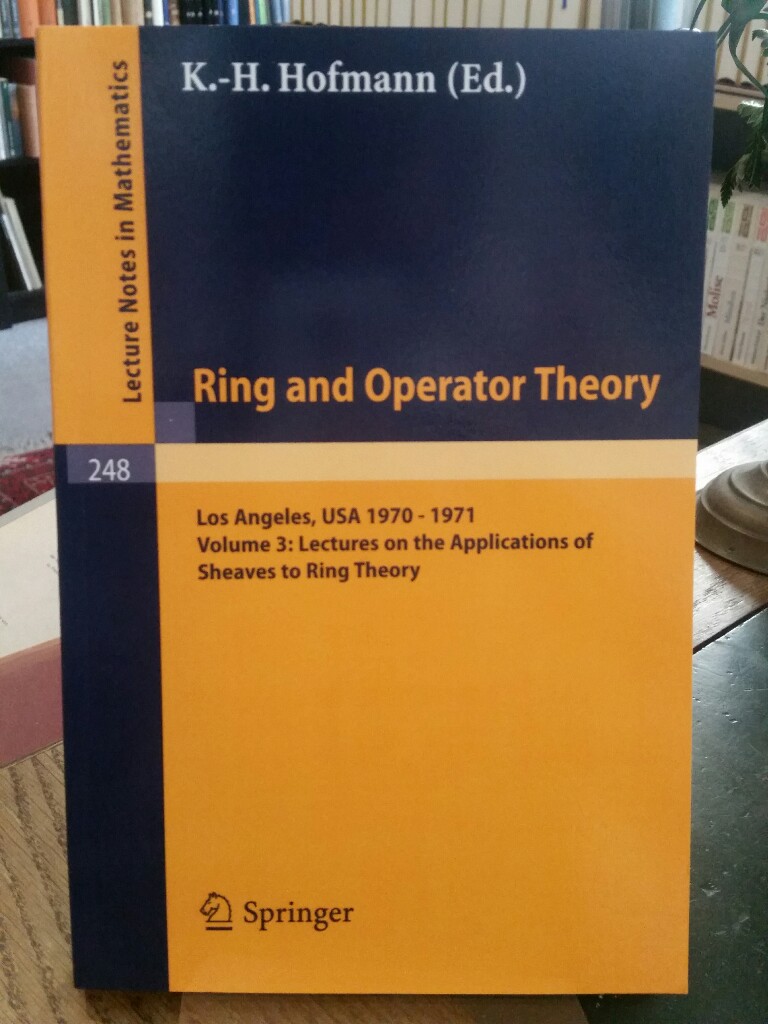 K.-H. Hofmann (Ed.)
Lecture Notes in Mathematics
Ring and Operator Theory
248
Los Angeles, USA 1970 - 1971
Volume 3: Lectures on the Applications of
Sheaves to Ring Theory
Springer
Molise